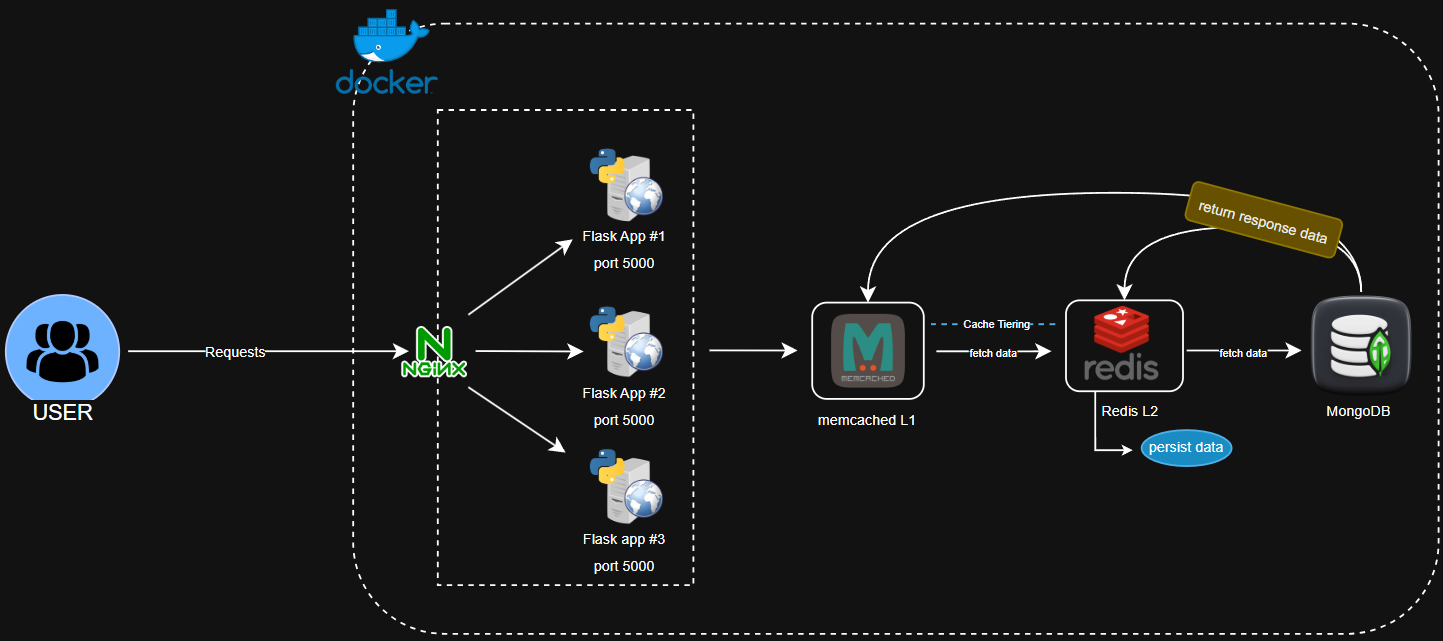 docker
Flask App #1
port 5000
Requests
NGINX
Flask App #2
port 5000
Flask app #3
port 5000
USER
return response data
MEMCACHED
memcached L1
Cache Tiering
fetch data
redis
Redis L2
persist data
fetch data
MongoDB